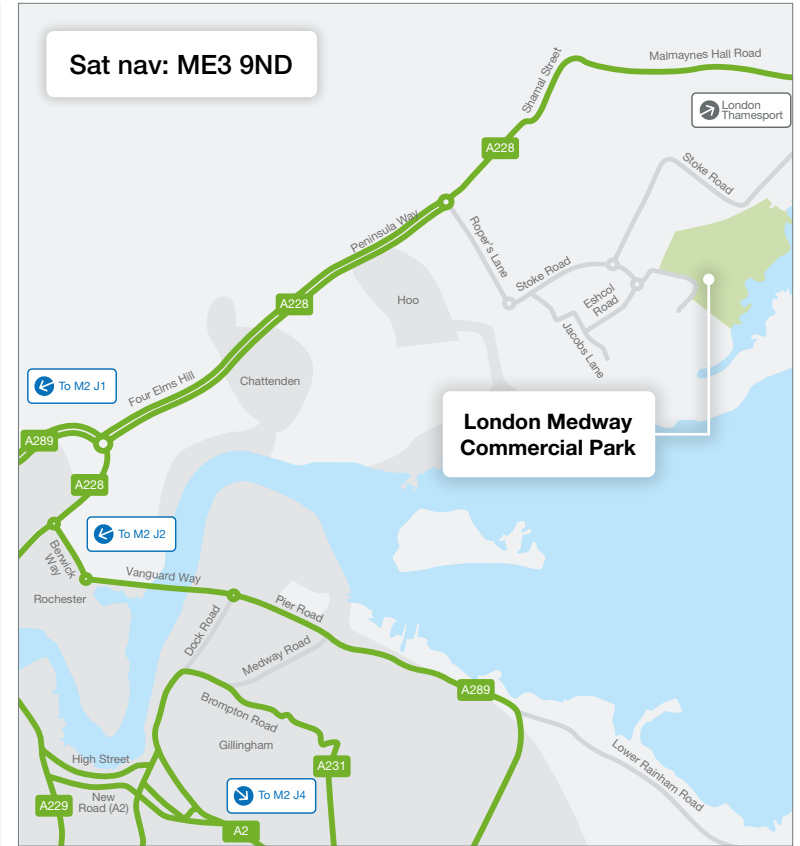 Sat nav: ME3 9ND
Malmaynes Hall Road
Shamal Street
London
Thamesport
A228
Stoke Road
Peninsula Way
Roper's Lane
Stoke Road
Eshcol
Road
Hoo
A228
Jacobs Lane
Chattenden
Four Elms Hill
To M2 J1
London Medway
Commercial Park
A289
A228
To M2 J2
Berwick
Way
Vanguard Way
Rochester
Pier Road
Dock Road
Medway Road
A289
Brompton Road
Gillingham
Lower Rainham Road
High Street
A231
To M2 J4
New
Road (A2)
A229
A2